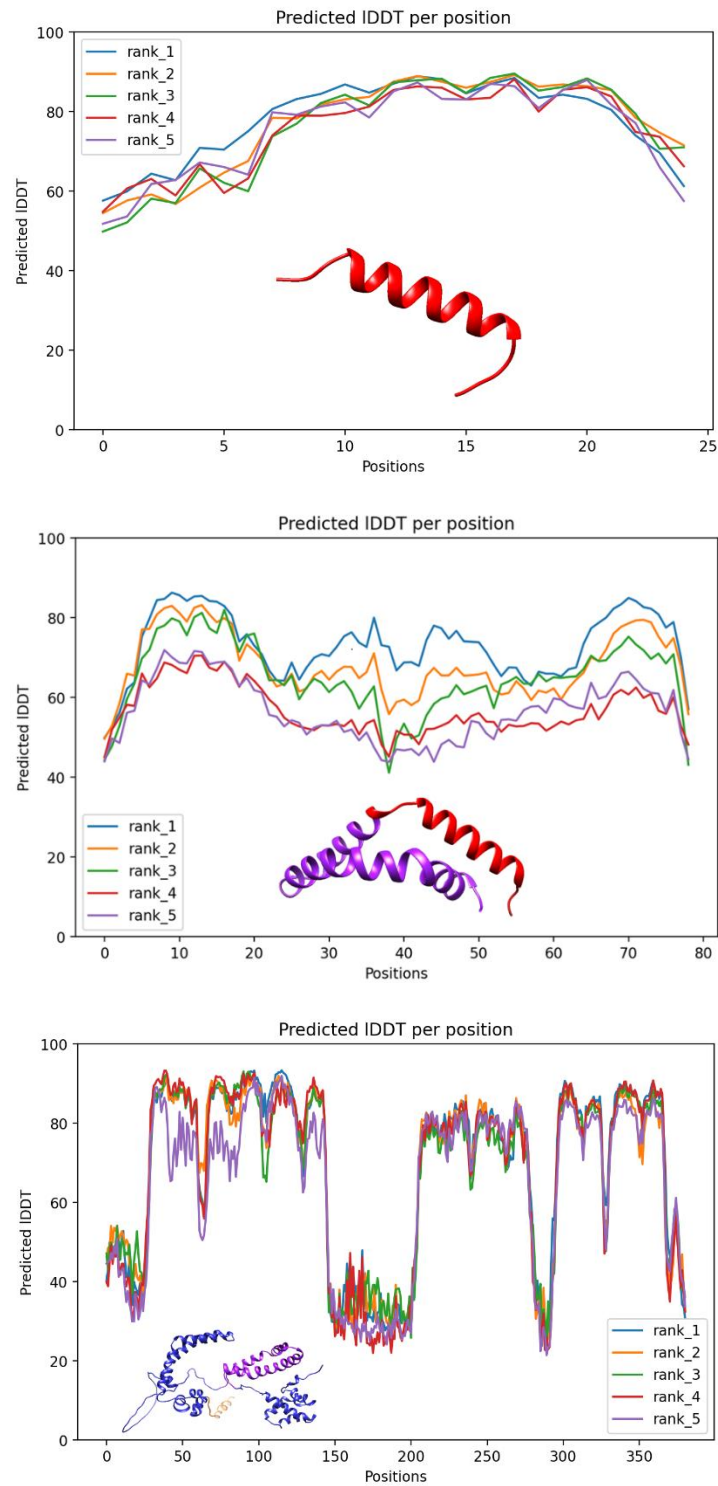 Predicted lDDT per position
100
80
60
40
20
0
Predicted lDDT
rank_1
rank_2
rank_3
rank_4
rank_5
0 5 10 15 20 25
Positions
Predicted lDDT per position
100
80
60
40
20
0
Predicted lDDT
rank_1
rank_2
rank_3
rank_4
rank_5
0 10 20 30 40 50 60 70 80
Positions
Predicted lDDT per position
100
80
60
40
20
0
Predicted lDDT
rank_1
rank_2
rank_3
rank_4
rank_5
0 50 100 150 200 250 300 350
Positions